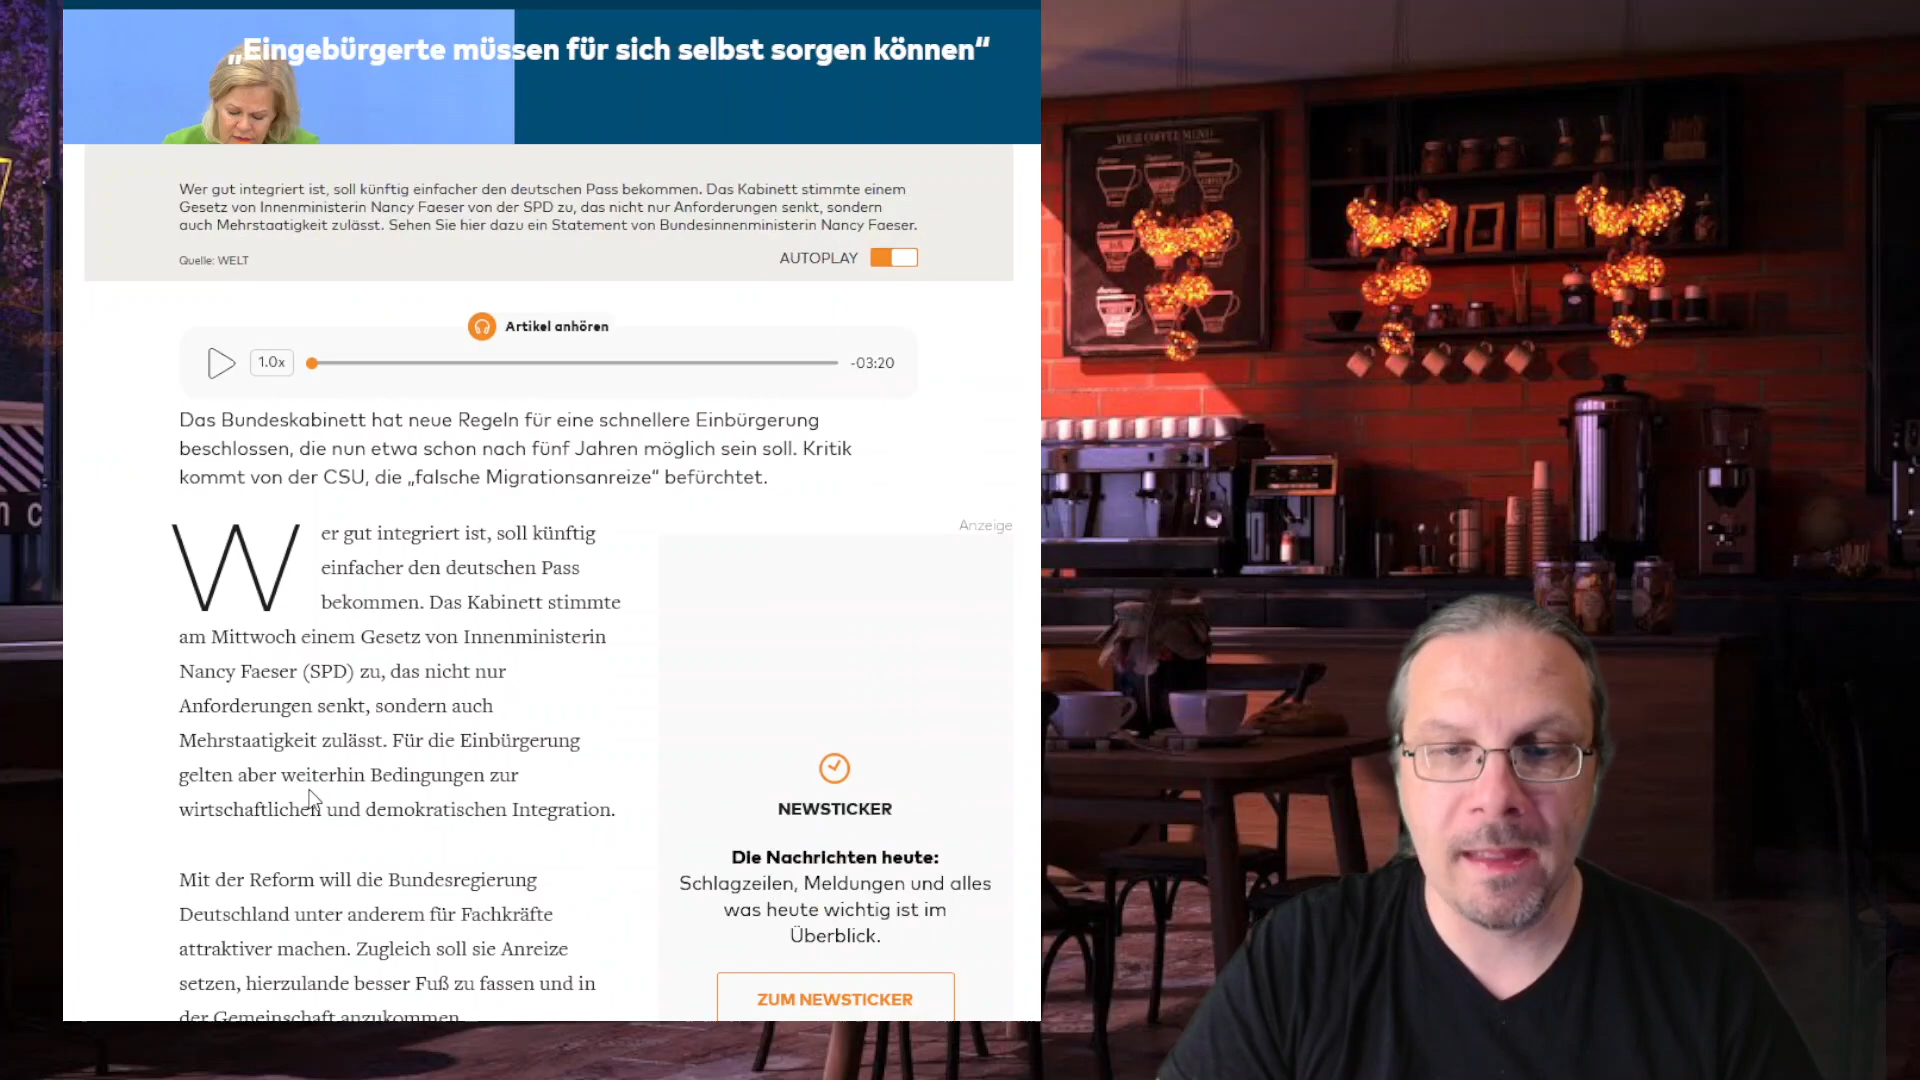 „Eingebürgerte müssen für sich selbst sorgen können“
Wer gut integriert ist, soll künftig einfacher den deutschen Pass bekommen. Das Kabinett stimmte einem
Gesetz von Innenministerin Nancy Faeser von der SPD zu, das nicht nur Anforderungen senkt, sondern
auch Mehrstaatigkeit zulässt. Sehen Sie hier dazu ein Statement von Bundesinnenministerin Nancy Faeser.
Quelle: WELT
AUTOPLAY
Artikel anhören
1.0x
-03:20
Das Bundeskabinett hat neue Regeln für eine schnellere Einbürgerung
beschlossen, die nun etwa schon nach fünf Jahren möglich sein soll. Kritik
kommt von der CSU, die „falsche Migrationsanreize“ befürchtet.
Wer gut integriert ist, soll künftig
einfacher den deutschen Pass
bekommen. Das Kabinett stimmte
am Mittwoch einem Gesetz von Innenministerin
Nancy Faeser (SPD) zu, das nicht nur
Anforderungen senkt, sondern auch
Mehrstaatigkeit zulässt. Für die Einbürgerung
gelten aber weiterhin Bedingungen zur
wirtschaftlichen und demokratischen Integration.
Mit der Reform will die Bundesregierung
Deutschland unter anderem für Fachkräfte
attraktiver machen. Zugleich soll sie Anreize
setzen, hierzulande besser Fuß zu fassen und in
der Gemeinschaft anzukommen.
Anzeige
NEWSTICKER
Die Nachrichten heute:
Schlagzeilen, Meldungen und alles
was heute wichtig ist im
Überblick.
ZUM NEWSTICKER
YOUR COFFEE MENU